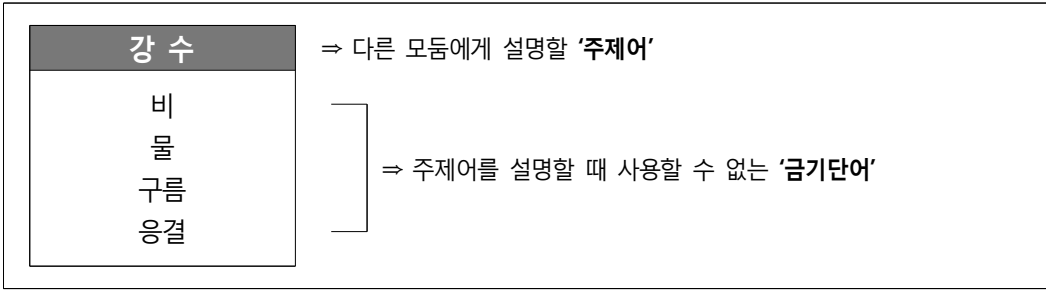 강 수
⇒ 다른 모둠에게 설명할 ‘주제어’
비
물
구름
응결
⇒ 주제어를 설명할 때 사용할 수 없는 ‘금기단어’